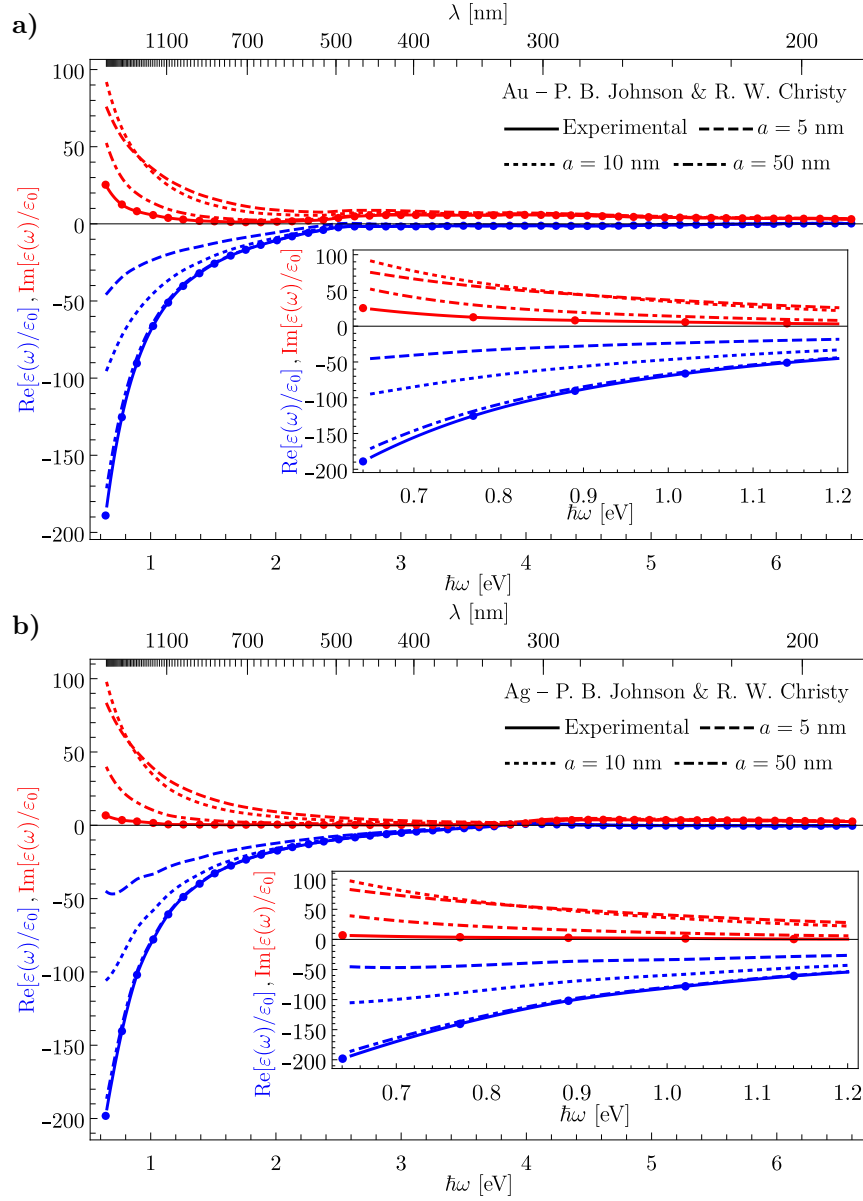 a)
λ [nm]
1100 700 500 400 300 200
Au – P. B. Johnson & R. W. Christy
Experimental a = 5 nm
a = 10 nm a = 50 nm
Re[ε(ω)/ε₀] , Im[ε(ω)/ε₀]
100
50
0
−50
−100
−150
−200
1 2 3 4 5 6
ħω [eV]
Re[ε(ω)/ε₀], Im[ε(ω)/ε₀]
100
50
0
−50
−100
−150
−200
0.7 0.8 0.9 1.0 1.1 1.2
ħω [eV]
b)
λ [nm]
1100 700 500 400 300 200
Ag – P. B. Johnson & R. W. Christy
Experimental a = 5 nm
a = 10 nm a = 50 nm
Re[ε(ω)/ε₀] , Im[ε(ω)/ε₀]
100
50
0
−50
−100
−150
−200
1 2 3 4 5 6
ħω [eV]
Re[ε(ω)/ε₀], Im[ε(ω)/ε₀]
100
50
0
−50
−100
−150
−200
0.7 0.8 0.9 1.0 1.1 1.2
ħω [eV]